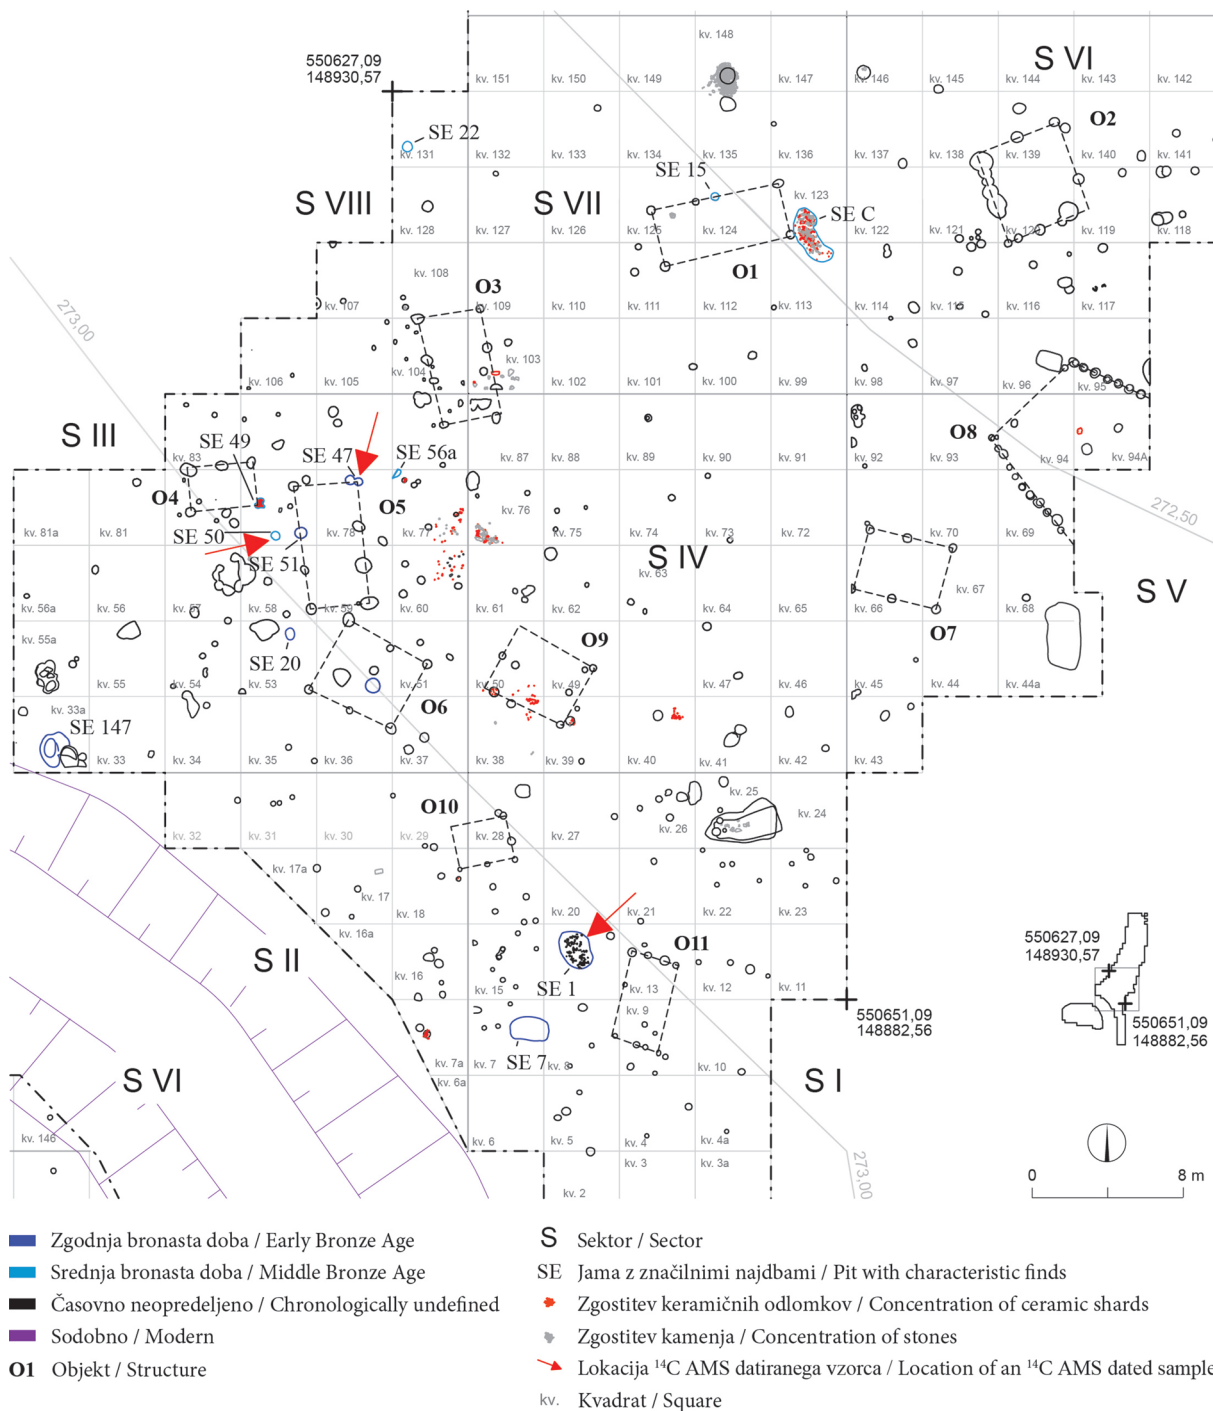 kv. 148
S VI
550627,09
148930,57
kv. 151
kv. 150
kv. 149
kv. 147
kv. 146
kv. 145
kv. 144
kv. 143
kv. 142
O2
SE 22
kv. 131
kv. 132
kv. 133
kv. 134
kv. 135
kv. 136
kv. 137
kv. 138
kv. 139
kv. 140
kv. 141
SE 15
S VIII
S VII
kv. 123
SE C
kv. 128
kv. 127
kv. 126
kv. 125
kv. 124
kv. 122
kv. 121
kv. 120
kv. 119
kv. 118
O1
kv. 108
O3
273,00
kv. 107
kv. 109
kv. 110
kv. 111
kv. 112
kv. 113
kv. 114
kv. 115
kv. 116
kv. 117
kv. 103
kv. 104
kv. 106
kv. 105
kv. 102
kv. 101
kv. 100
kv. 99
kv. 98
kv. 97
kv. 96
kv. 95
S III
SE 49
SE 47
SE 56a
O8
kv. 83
kv. 87
kv. 88
kv. 89
kv. 90
kv. 91
kv. 92
kv. 93
kv. 94
kv. 94A
O4
O5
kv. 76
272,50
kv. 81a
kv. 81
SE 50
kv. 78
kv. 77
kv. 75
kv. 74
kv. 73
kv. 72
kv. 70
kv. 69
SE 51
S IV
kv. 63
S V
kv. 67
kv. 56a
kv. 56
kv. 57
kv. 58
kv. 59
kv. 60
kv. 61
kv. 62
kv. 64
kv. 65
kv. 66
kv. 68
O7
kv. 55a
O9
SE 20
kv. 55
kv. 54
kv. 53
kv. 51
kv. 50
kv. 49
kv. 47
kv. 46
kv. 45
kv. 44
kv. 44a
O6
kv. 33a
SE 147
kv. 33
kv. 34
kv. 35
kv. 36
kv. 37
kv. 38
kv. 39
kv. 40
kv. 41
kv. 42
kv. 43
kv. 25
O10
kv. 24
kv. 26
kv. 32
kv. 31
kv. 30
kv. 29
kv. 28
kv. 27
kv. 17a
kv. 17
kv. 18
kv. 20
kv. 21
kv. 22
kv. 23
kv. 16a
O11
550627,09
148930,57
S II
kv. 16
SE 1
kv. 15
kv. 13
kv. 12
kv. 11
kv. 9
550651,09
148882,56
550651,09
148882,56
SE 7
kv. 7a
kv. 7
kv. 8
kv. 10
S VI
kv. 6a
S I
kv. 146
kv. 6
kv. 5
kv. 4
kv. 4a
kv. 3
kv. 3a
273,00
0 8 m
kv. 2
Zgodnja bronasta doba / Early Bronze Age
Srednja bronasta doba / Middle Bronze Age
Časovno neopredeljeno / Chronologically undefined
Sodobno / Modern
O1 Objekt / Structure
S Sektor / Sector
SE Jama z značilnimi najdbami / Pit with characteristic finds
Zgostitev keramičnih odlomkov / Concentration of ceramic shards
Zgostitev kamenja / Concentration of stones
Lokacija ¹⁴C AMS datiranega vzorca / Location of an ¹⁴C AMS dated sample
kv. Kvadrat / Square